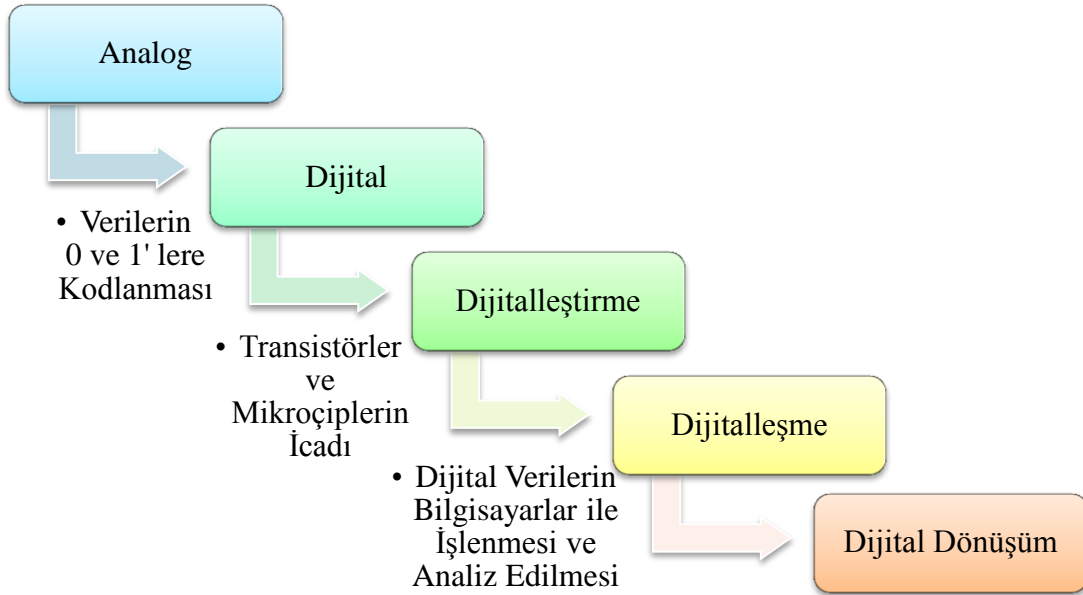 Analog
Dijital
• Verilerin
0 ve 1' lere
Kodlanması
Dijitalleştirme
• Transistörler
ve
Mikroçiplerin
İcadı
Dijitalleşme
• Dijital Verilerin
Bilgisayarlar ile
İşlenmesi ve
Analiz Edilmesi
Dijital Dönüşüm